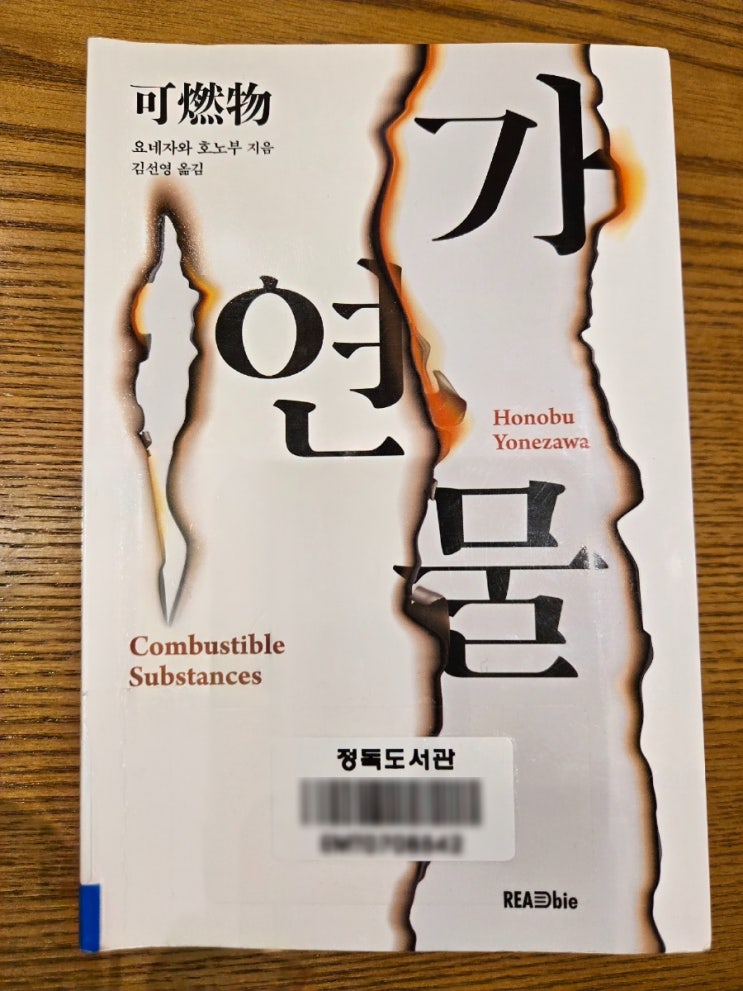 可燃物
요네자와 호노부 지음
김선영 옮김
가
연
물
Honobu
Yonezawa
Combustible
Substances
정독도서관
READbie